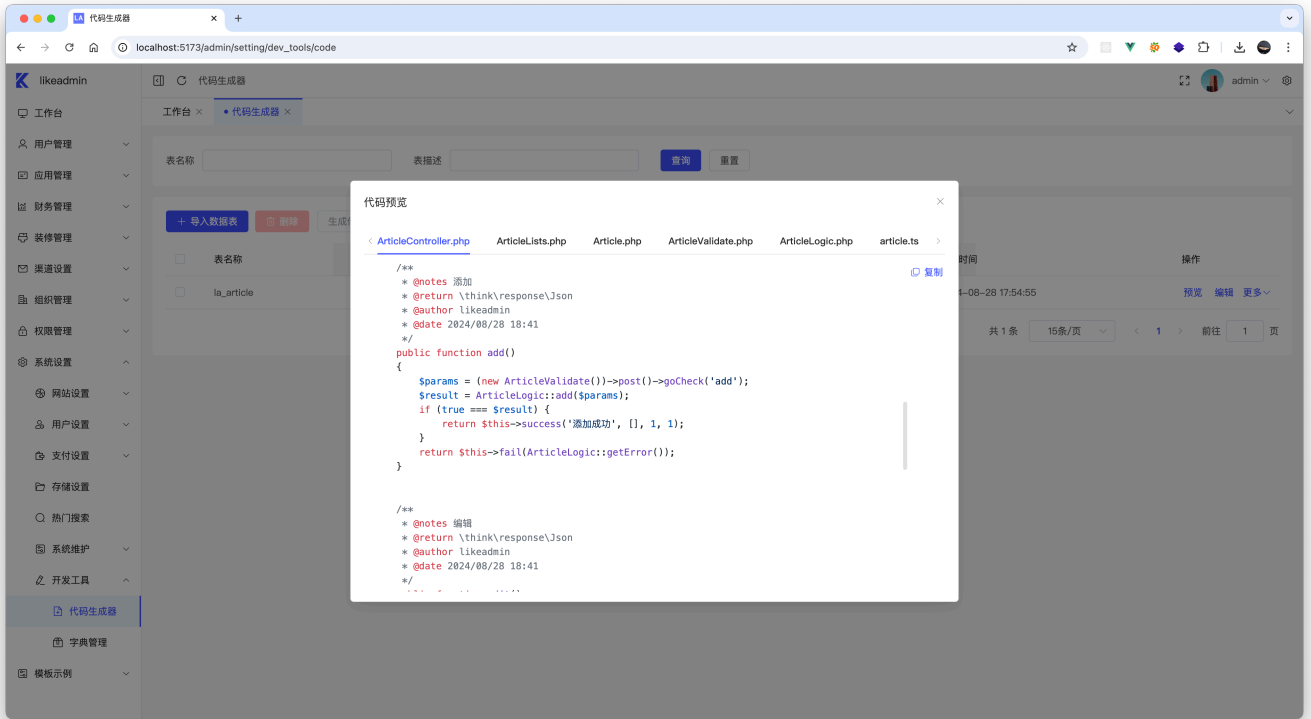 LA 代码生成器
localhost:5173/admin/setting/dev_tools/code
likeadmin
代码生成器
admin
工作台
用户管理
应用管理
财务管理
装修管理
渠道设置
组织管理
权限管理
系统设置
网站设置
用户设置
支付设置
存储设置
热门搜索
系统维护
开发工具
代码生成器
字典管理
模板示例
工作台
代码生成器
表名称
表描述
查询
重置
导入数据表
删除
表名称
时间
操作
la_article
4-08-28 17:54:55
预览 编辑 更多
共 1 条
15条/页
1
前往 1 页
代码预览
ArticleController.php
ArticleLists.php
Article.php
ArticleValidate.php
ArticleLogic.php
article.ts
复制
/**
 * @notes 添加
 * @return \think\response\Json
 * @author likeadmin
 * @date 2024/08/28 18:41
 */
public function add()
{
    $params = (new ArticleValidate())->post()->goCheck('add');
    $result = ArticleLogic::add($params);
    if (true === $result) {
        return $this->success('添加成功', [], 1, 1);
    }
    return $this->fail(ArticleLogic::getError());
}
/**
 * @notes 编辑
 * @return \think\response\Json
 * @author likeadmin
 * @date 2024/08/28 18:41
 */